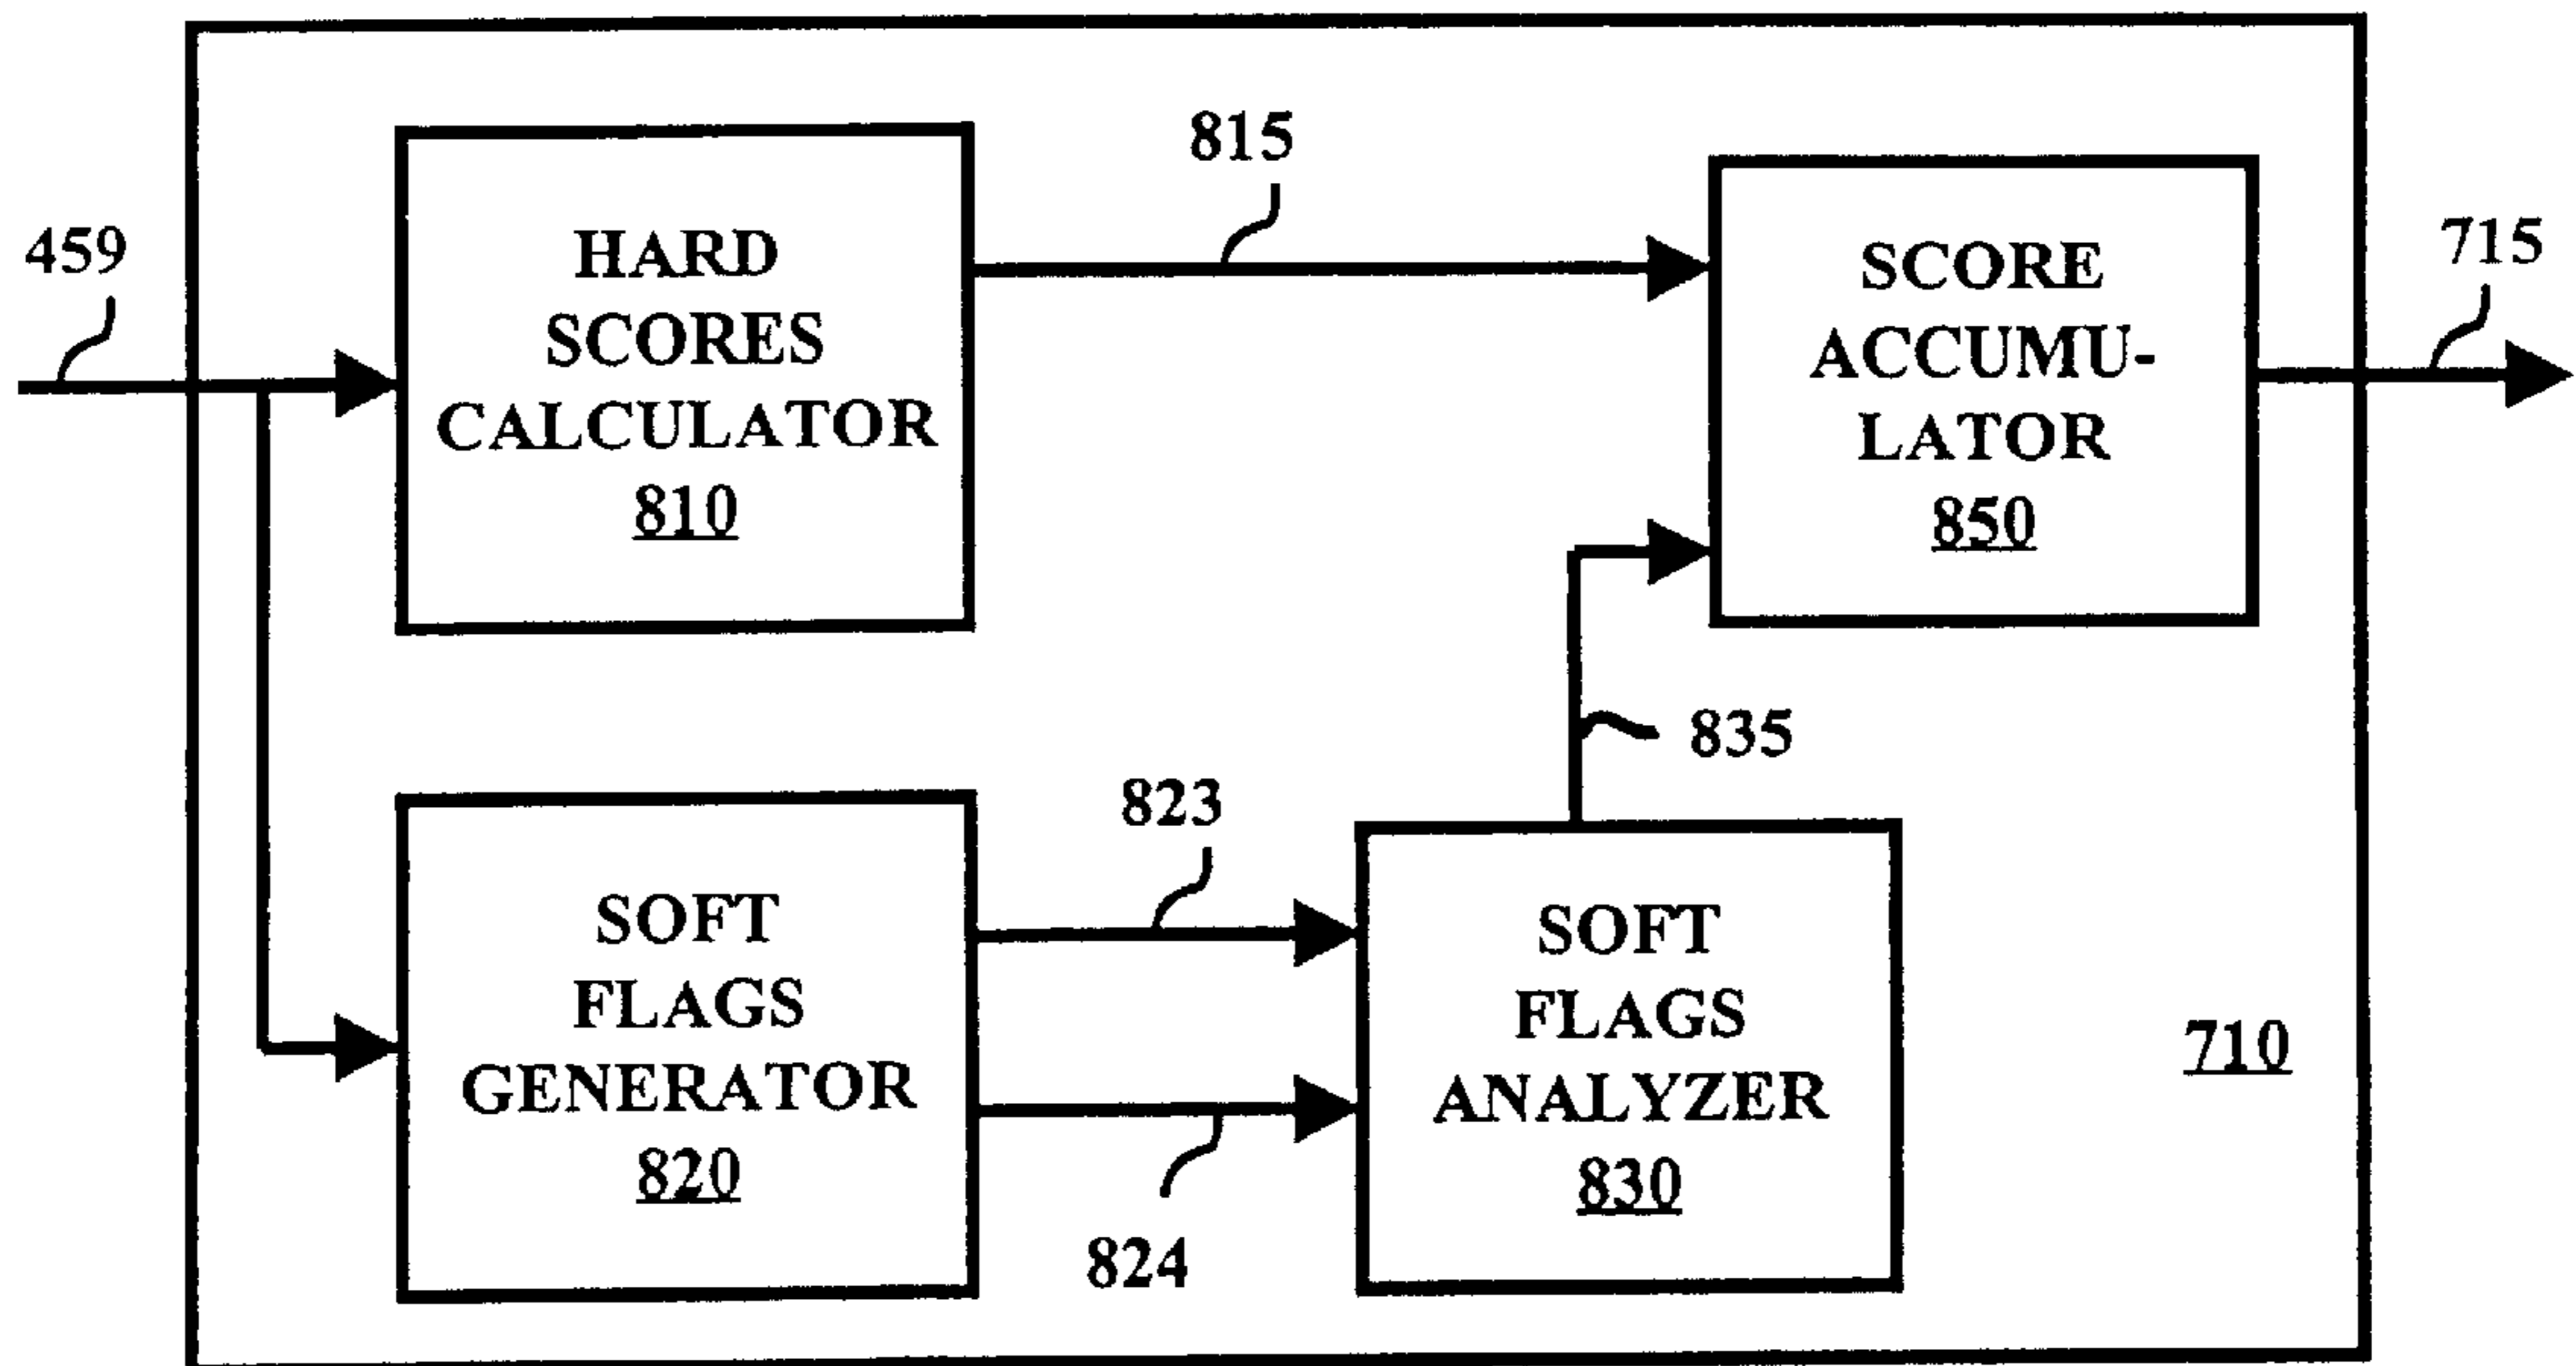 459
HARD
SCORES
CALCULATOR
810
815
SCORE
ACCUMU-
LATOR
850
715
835
SOFT
FLAGS
GENERATOR
820
823
824
SOFT
FLAGS
ANALYZER
830
710